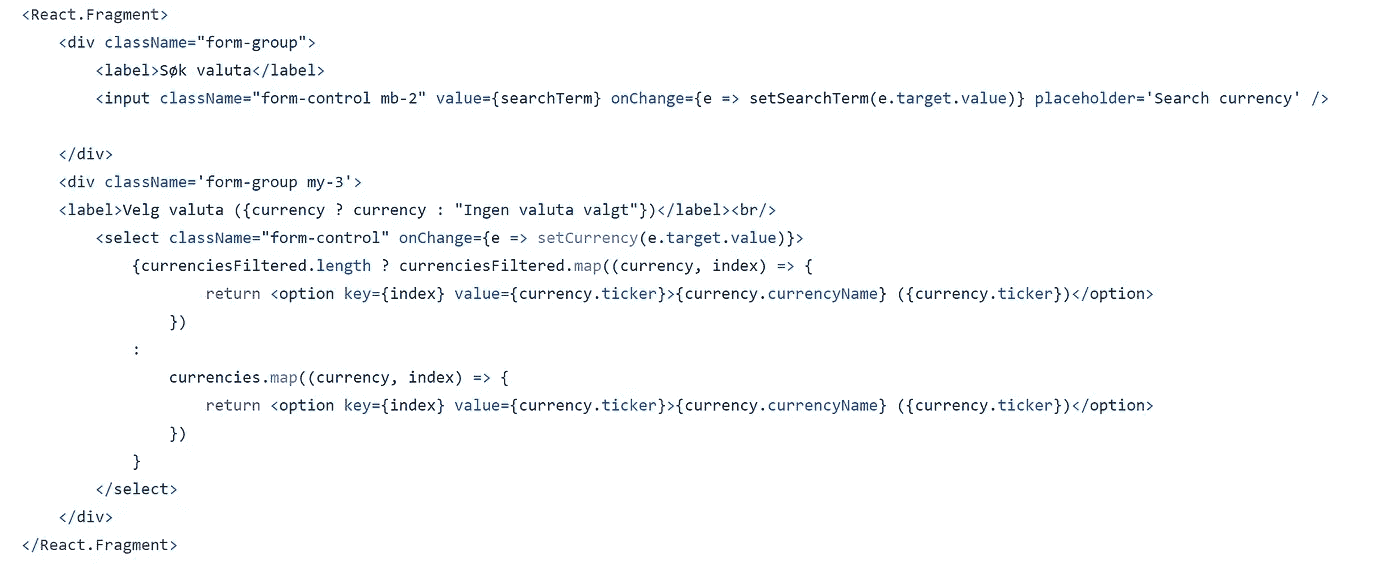 <React.Fragment>
    <div className="form-group">
        <label>Søk valuta</label>
        <input className="form-control mb-2" value={searchTerm} onChange={e => setSearchTerm(e.target.value)} placeholder='Search currency' />

    </div>
    <div className='form-group my-3'>
    <label>Velg valuta ({currency ? currency : "Ingen valuta valgt"})</label><br/>
        <select className="form-control" onChange={e => setCurrency(e.target.value)}>
            {currenciesFiltered.length ? currenciesFiltered.map((currency, index) => {
                    return <option key={index} value={currency.ticker}>{currency.currencyName} ({currency.ticker})</option>
                })
            :
                currencies.map((currency, index) => {
                    return <option key={index} value={currency.ticker}>{currency.currencyName} ({currency.ticker})</option>
                })
            }
        </select>
    </div>
</React.Fragment>